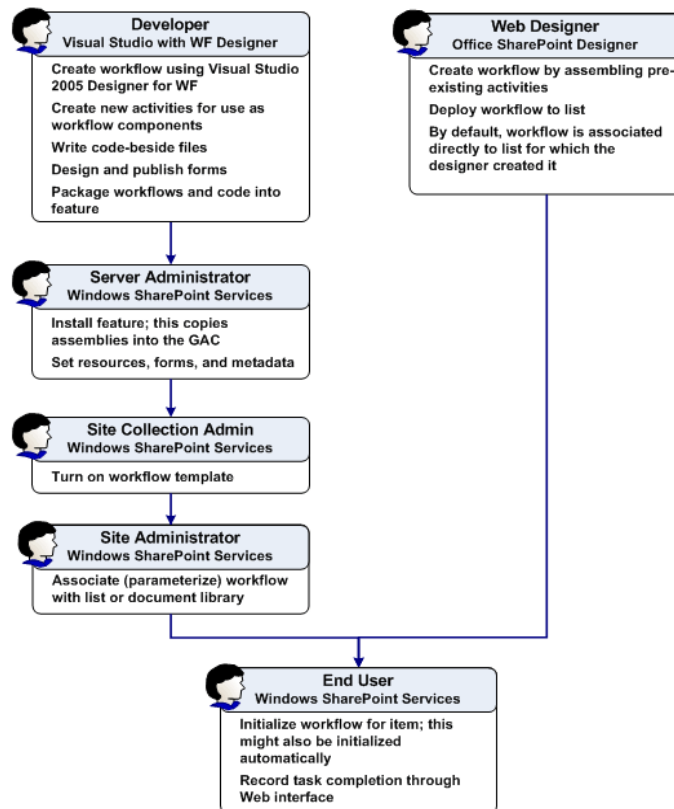 Developer
Visual Studio with WF Designer
Create workflow using Visual Studio
2005 Designer for WF
Create new activities for use as
workflow components
Write code-beside files
Design and publish forms
Package workflows and code into
feature
Web Designer
Office SharePoint Designer
Create workflow by assembling pre-
existing activities
Deploy workflow to list
By default, workflow is associated
directly to list for which the
designer created it
Server Administrator
Windows SharePoint Services
Install feature; this copies
assemblies into the GAC
Set resources, forms, and metadata
Site Collection Admin
Windows SharePoint Services
Turn on workflow template
Site Administrator
Windows SharePoint Services
Associate (parameterize) workflow
with list or document library
End User
Windows SharePoint Services
Initialize workflow for item; this
might also be initialized
automatically
Record task completion through
Web interface